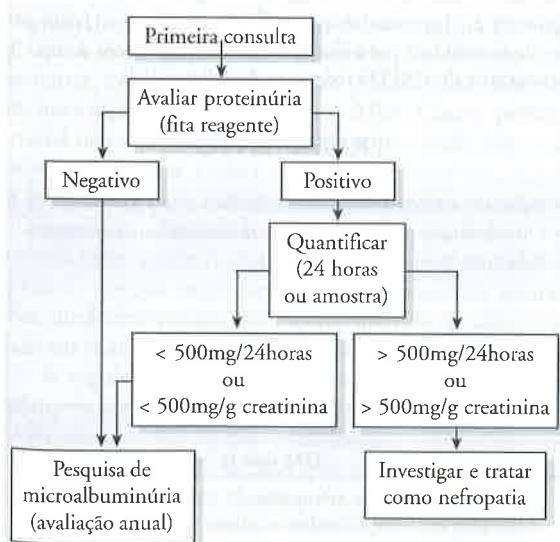 Primeira consulta
Avaliar proteinúria
(fita reagente)
Negativo
Positivo
Quantificar
(24 horas
ou amostra)
< 500mg/24horas
ou
< 500mg/g creatinina
> 500mg/24horas
ou
> 500mg/g creatinina
Pesquisa de
microalbuminúria
(avaliação anual)
Investigar e tratar
como nefropatia